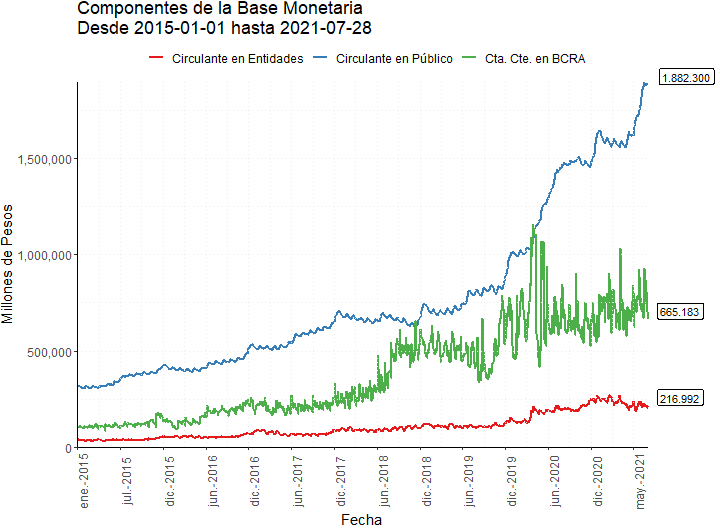 Componentes de la Base Monetaria
Desde 2015-01-01 hasta 2021-07-28
Circulante en Entidades Circulante en Público Cta. Cte. en BCRA
Millones de Pesos
1,500,000
1,000,000
500,000
0
1.882.300
665.183
216.992
ene.-2015
jul.-2015
dic.-2015
jun.-2016
dic.-2016
jun.-2017
dic.-2017
jun.-2018
dic.-2018
jun.-2019
dic.-2019
jun.-2020
dic.-2020
may.-2021
Fecha